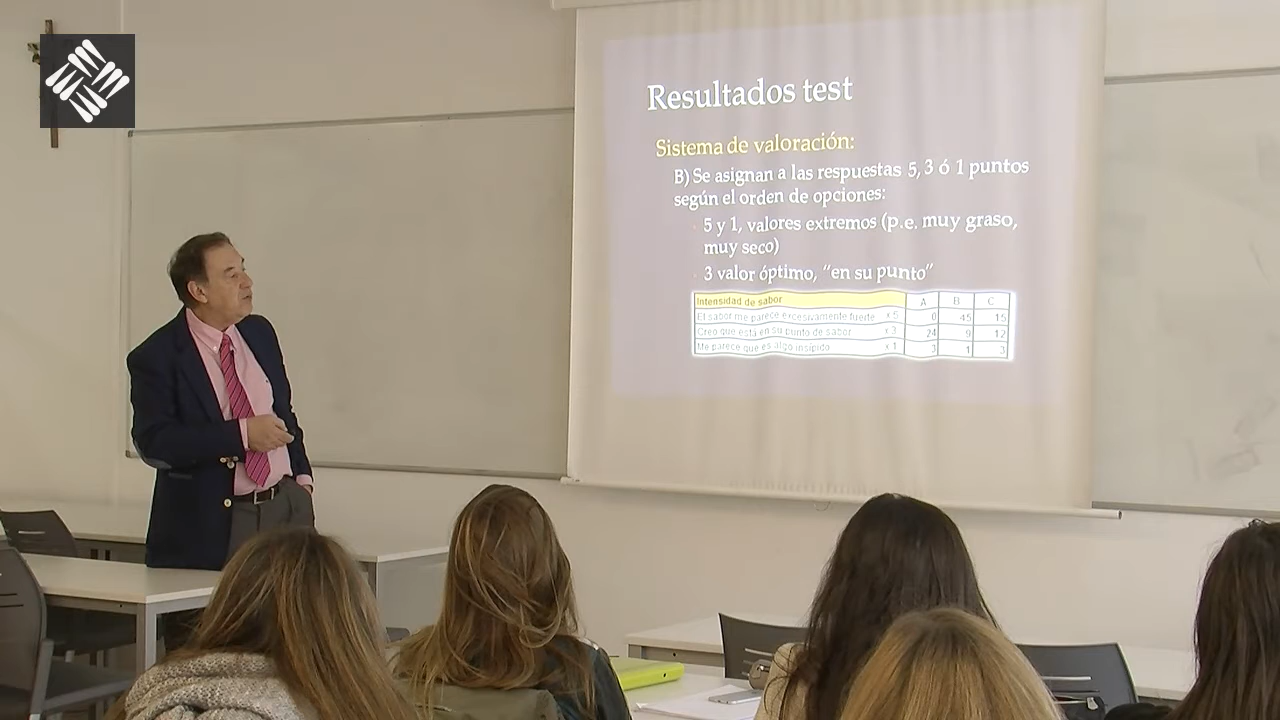 Resultados test
Sistema de valoración:
B) Se asignan a las respuestas 5, 3 ó 1 puntos
según el orden de opciones:
5 y 1, valores extremos (p.e. muy graso,
muy seco)
3 valor óptimo, "en su punto"
Intensidad de sabor A B C
El sabor me parece excesivamente fuerte x 5 0 45 15
Creo que está en su punto de sabor x 3 24 9 12
Me parece que es algo insípido x 1 3 1 3